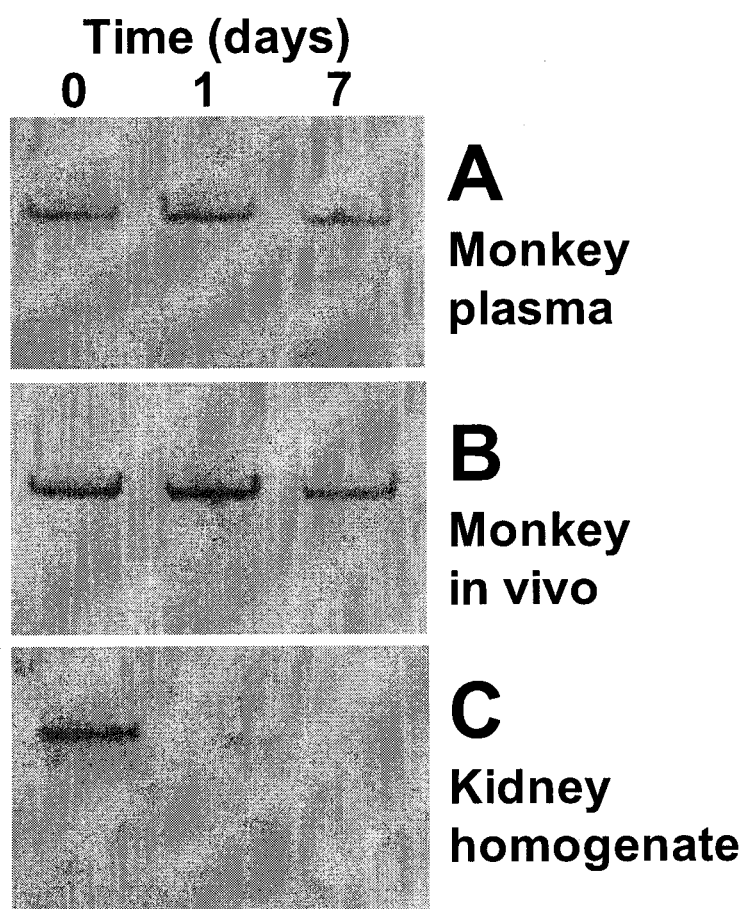 Time (days)
0 1 7
A
Monkey
plasma
B
Monkey
in vivo
C
Kidney
homogenate